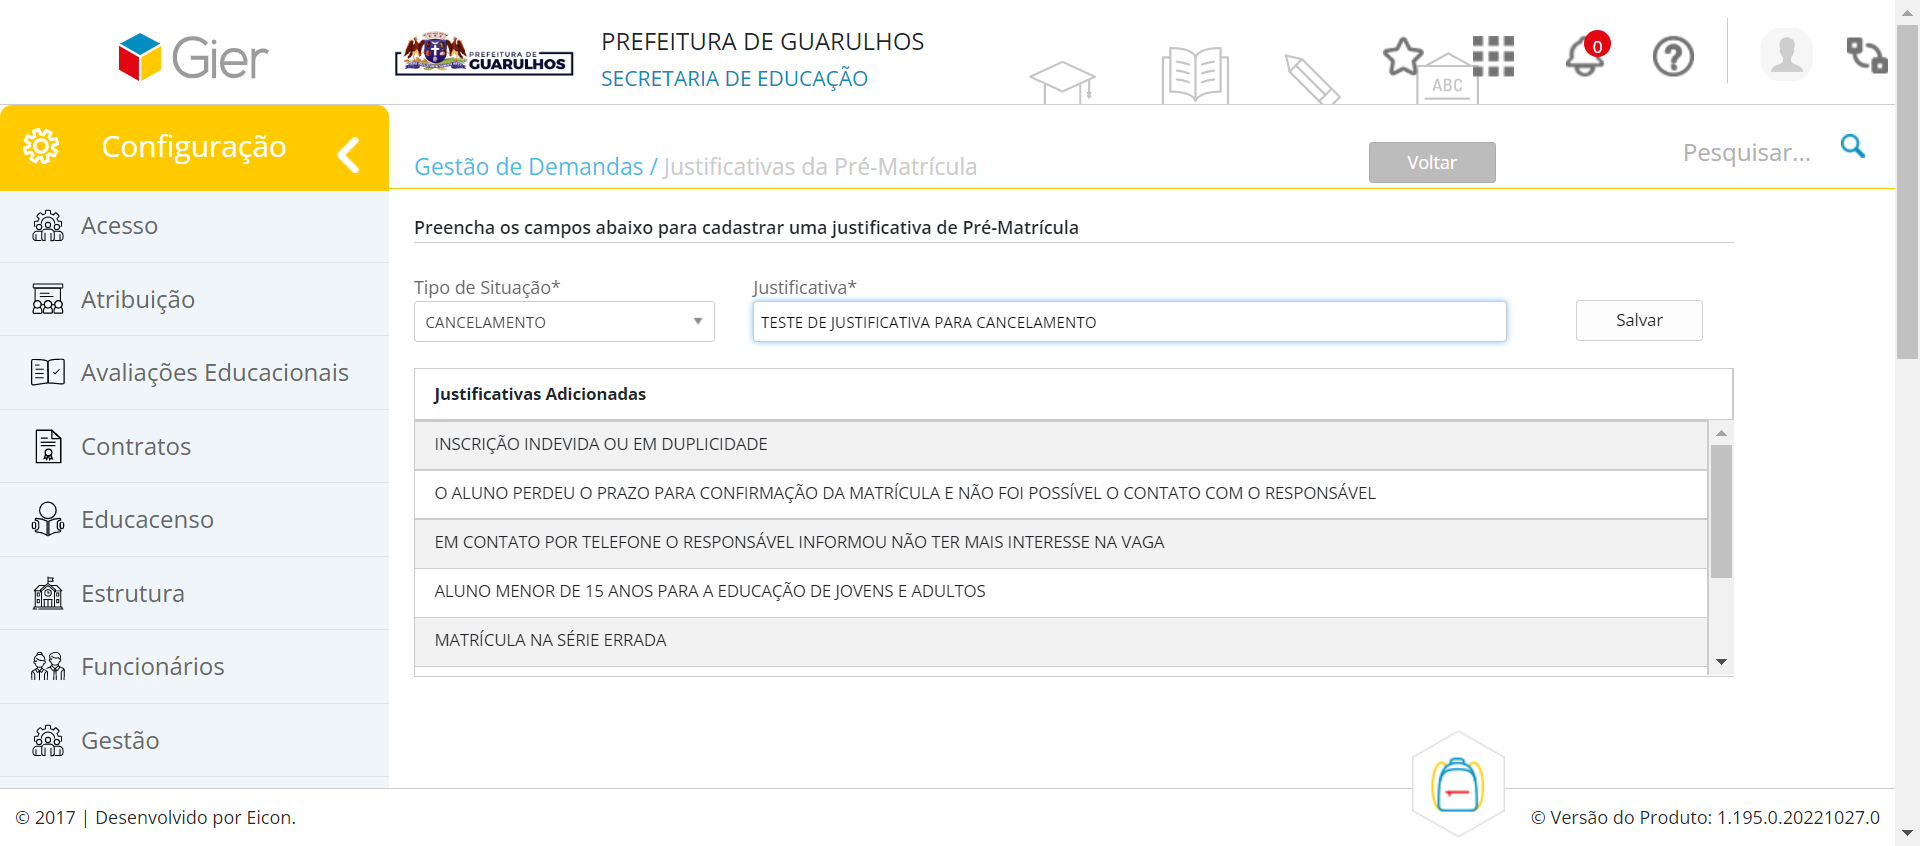 Gier
PREFEITURA DE
GUARULHOS
PREFEITURA DE GUARULHOS
SECRETARIA DE EDUCAÇÃO
ABC
0
Configuração
Gestão de Demandas / Justificativas da Pré-Matrícula
Voltar
Pesquisar...
Acesso
Atribuição
Avaliações Educacionais
Contratos
Educacenso
Estrutura
Funcionários
Gestão
Preencha os campos abaixo para cadastrar uma justificativa de Pré-Matrícula
Tipo de Situação*
Justificativa*
CANCELAMENTO
TESTE DE JUSTIFICATIVA PARA CANCELAMENTO
Salvar
Justificativas Adicionadas
INSCRIÇÃO INDEVIDA OU EM DUPLICIDADE
O ALUNO PERDEU O PRAZO PARA CONFIRMAÇÃO DA MATRÍCULA E NÃO FOI POSSÍVEL O CONTATO COM O RESPONSÁVEL
EM CONTATO POR TELEFONE O RESPONSÁVEL INFORMOU NÃO TER MAIS INTERESSE NA VAGA
ALUNO MENOR DE 15 ANOS PARA A EDUCAÇÃO DE JOVENS E ADULTOS
MATRÍCULA NA SÉRIE ERRADA
© 2017 | Desenvolvido por Eicon.
© Versão do Produto: 1.195.0.20221027.0